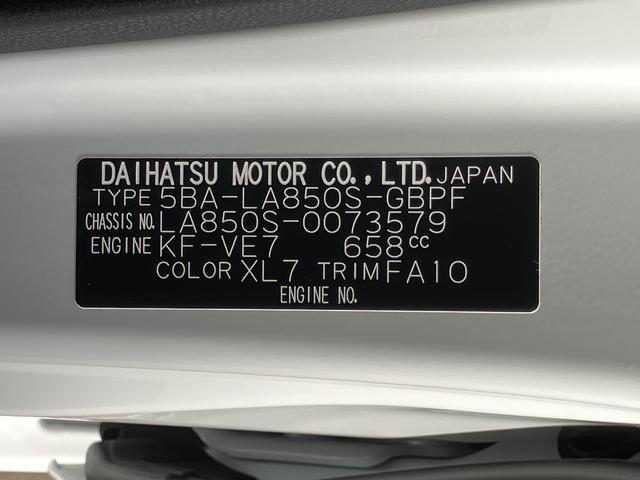 DAIHATSU MOTOR CO., LTD. JAPAN
TYPE 5BA-LA850S-GBPF
CHASSIS NO. LA850S-0073579
ENGINE KF-VE7 658cc
COLOR XL7 TRIM FA10
ENGINE NO.